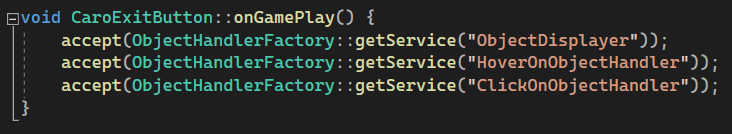 void CaroExitButton::onGamePlay() {
    accept(ObjectHandlerFactory::getService("ObjectDisplayer"));
    accept(ObjectHandlerFactory::getService("HoverOnObjectHandler"));
    accept(ObjectHandlerFactory::getService("ClickOnObjectHandler"));
}